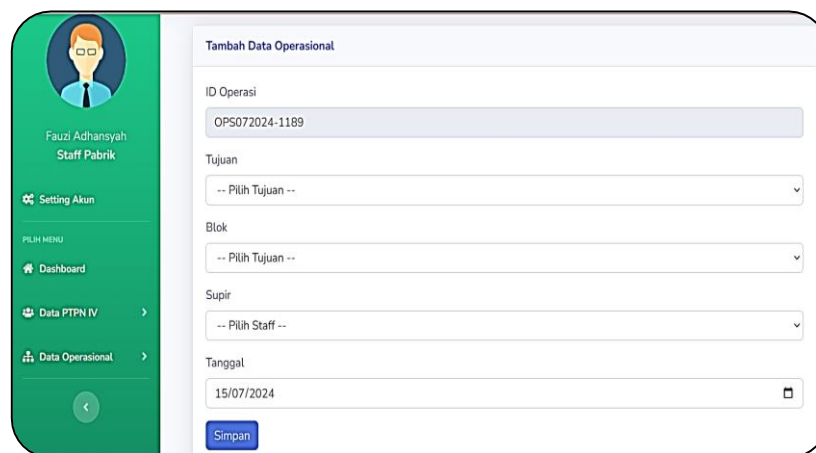 Fauzi Adhansyah
Staff Pabrik
Setting Akun
PILIH MENU
Dashboard
Data PTPN IV
Data Operasional
Tambah Data Operasional
ID Operasi
OPS072024-1189
Tujuan
-- Pilih Tujuan --
Blok
-- Pilih Tujuan --
Supir
-- Pilih Staff --
Tanggal
15/07/2024
Simpan